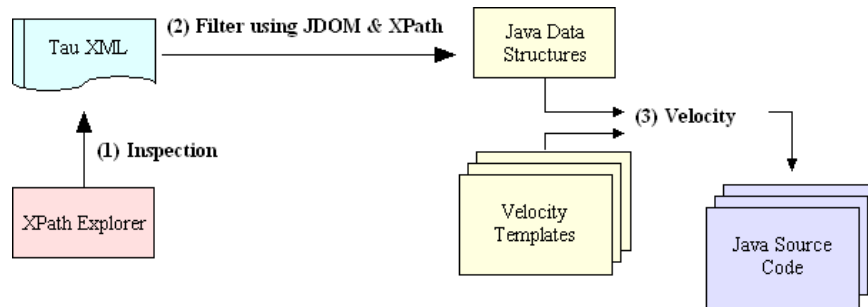 Tau XML
(2) Filter using JDOM & XPath
Java Data
Structures
(3) Velocity
(1) Inspection
XPath Explorer
Velocity
Templates
Java Source
Code